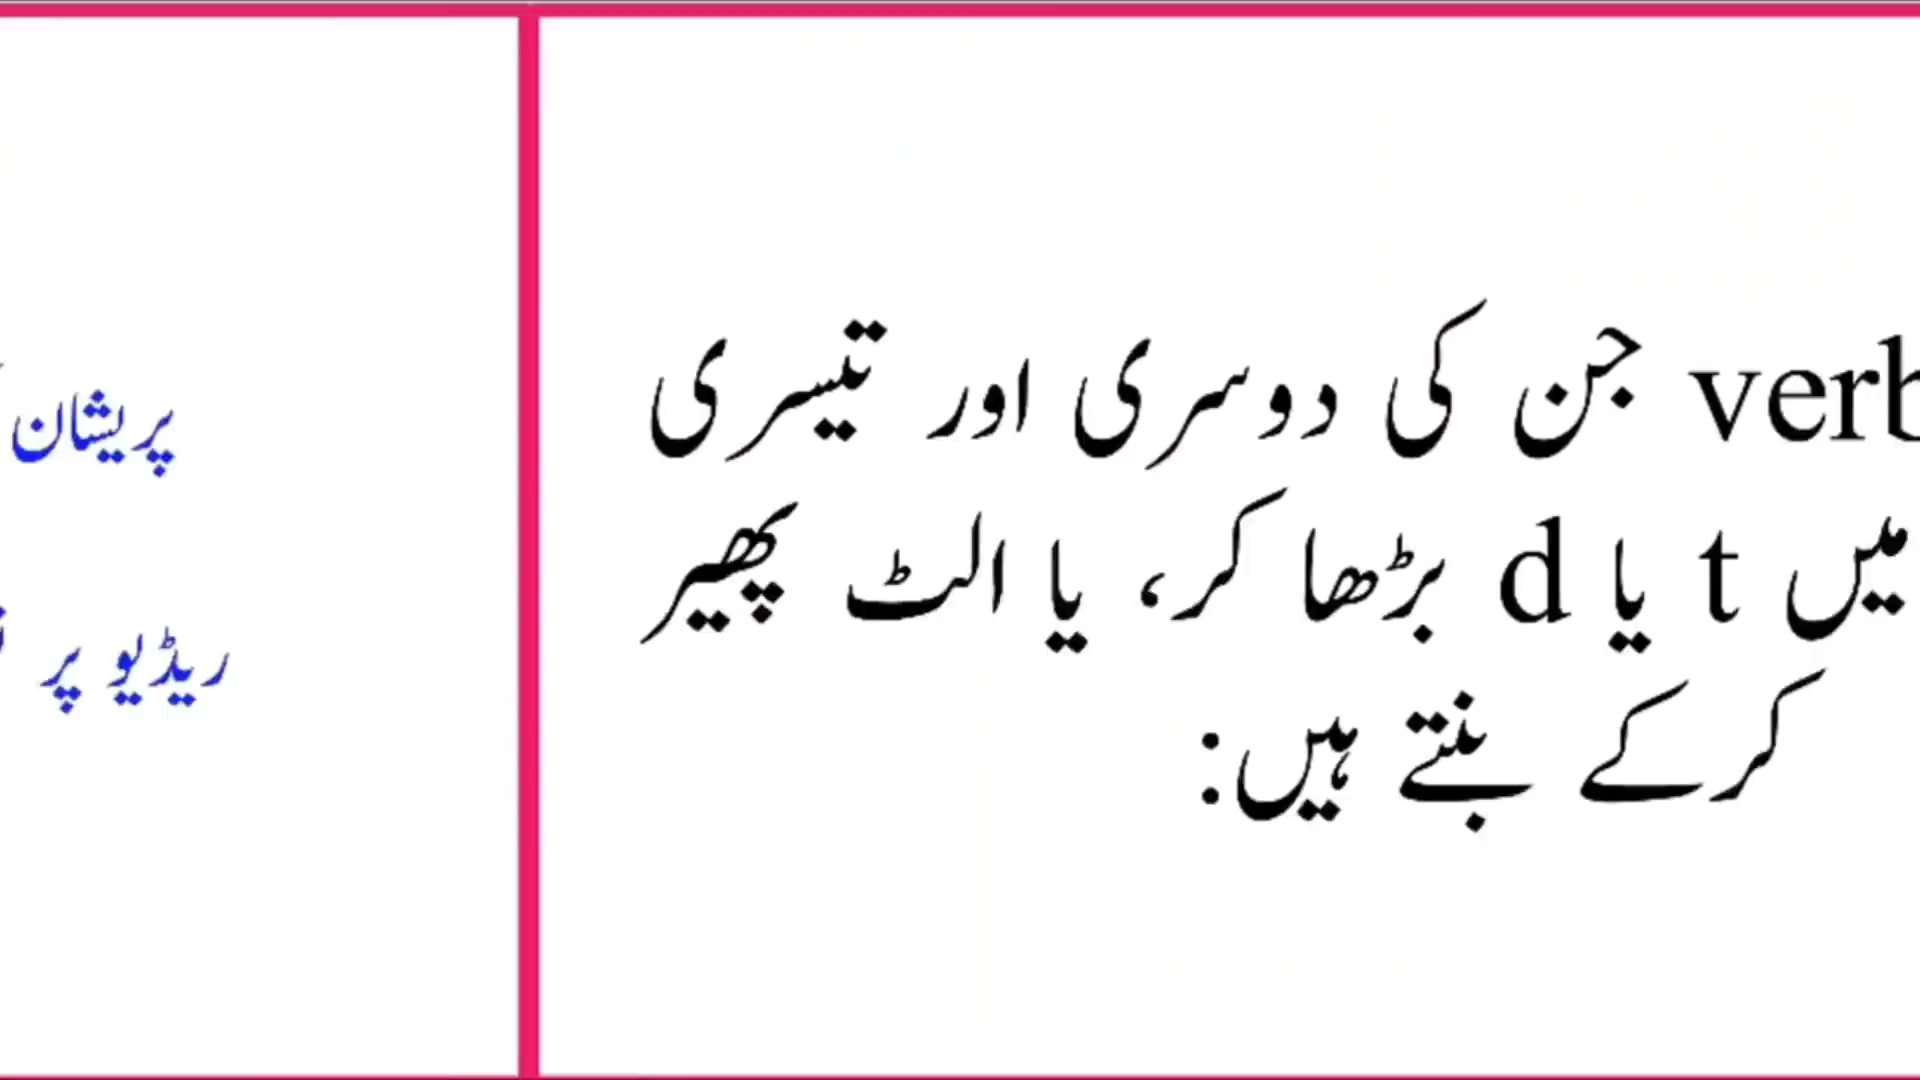 verb جن کی دوسری اور تیسری
میں t یا d بڑھا کر، یا الٹ پھیر
کرکے بنتے ہیں:
پریشان
ریڈیو پر